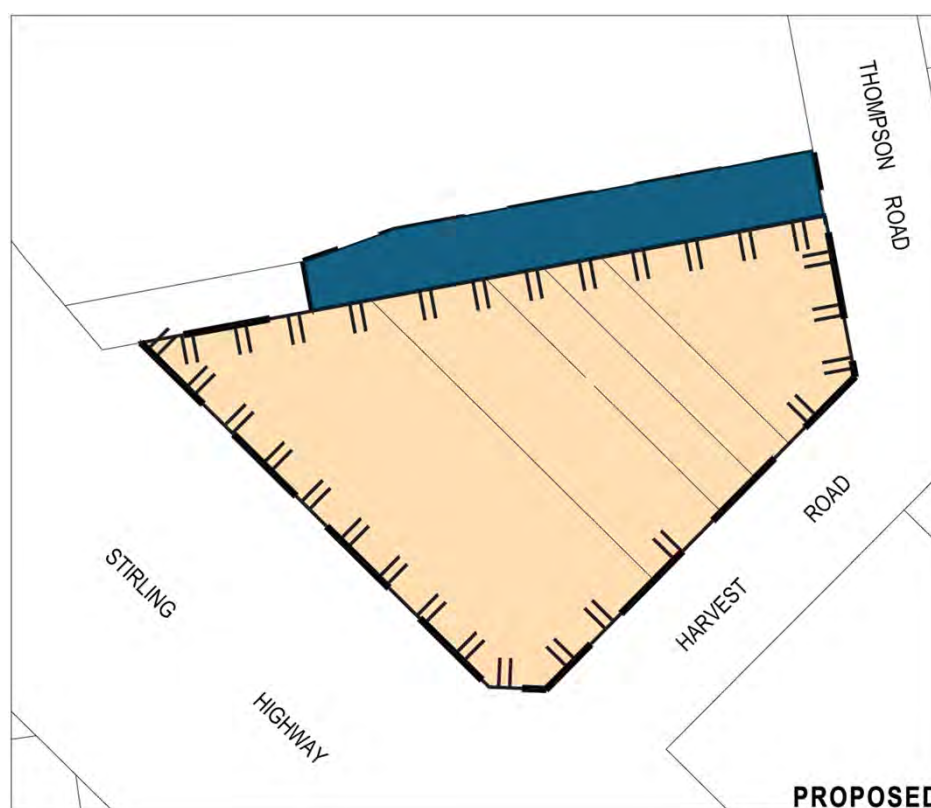 THOMPSON ROAD
STIRLING
HIGHWAY
HARVEST ROAD
PROPOSED